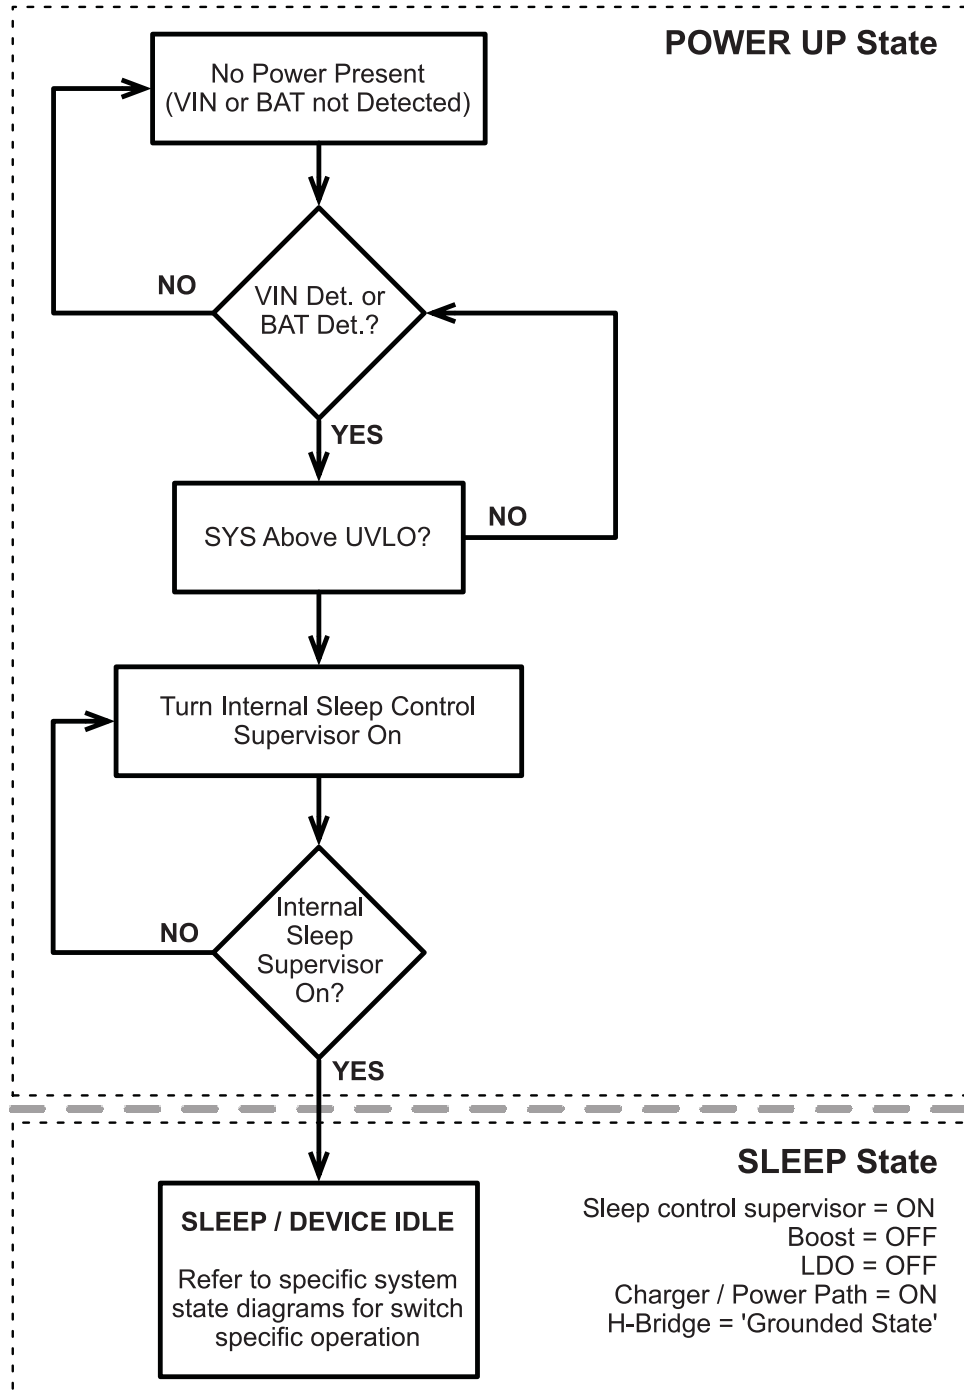 POWER UP State
No Power Present
(VIN or BAT not Detected)
NO
VIN Det. or
BAT Det.?
YES
SYS Above UVLO?
NO
Turn Internal Sleep Control
Supervisor On
Internal
Sleep
Supervisor
On?
NO
YES
SLEEP State
Sleep control supervisor = ON
Boost = OFF
LDO = OFF
Charger / Power Path = ON
H-Bridge = 'Grounded State'
SLEEP / DEVICE IDLE
Refer to specific system
state diagrams for switch
specific operation